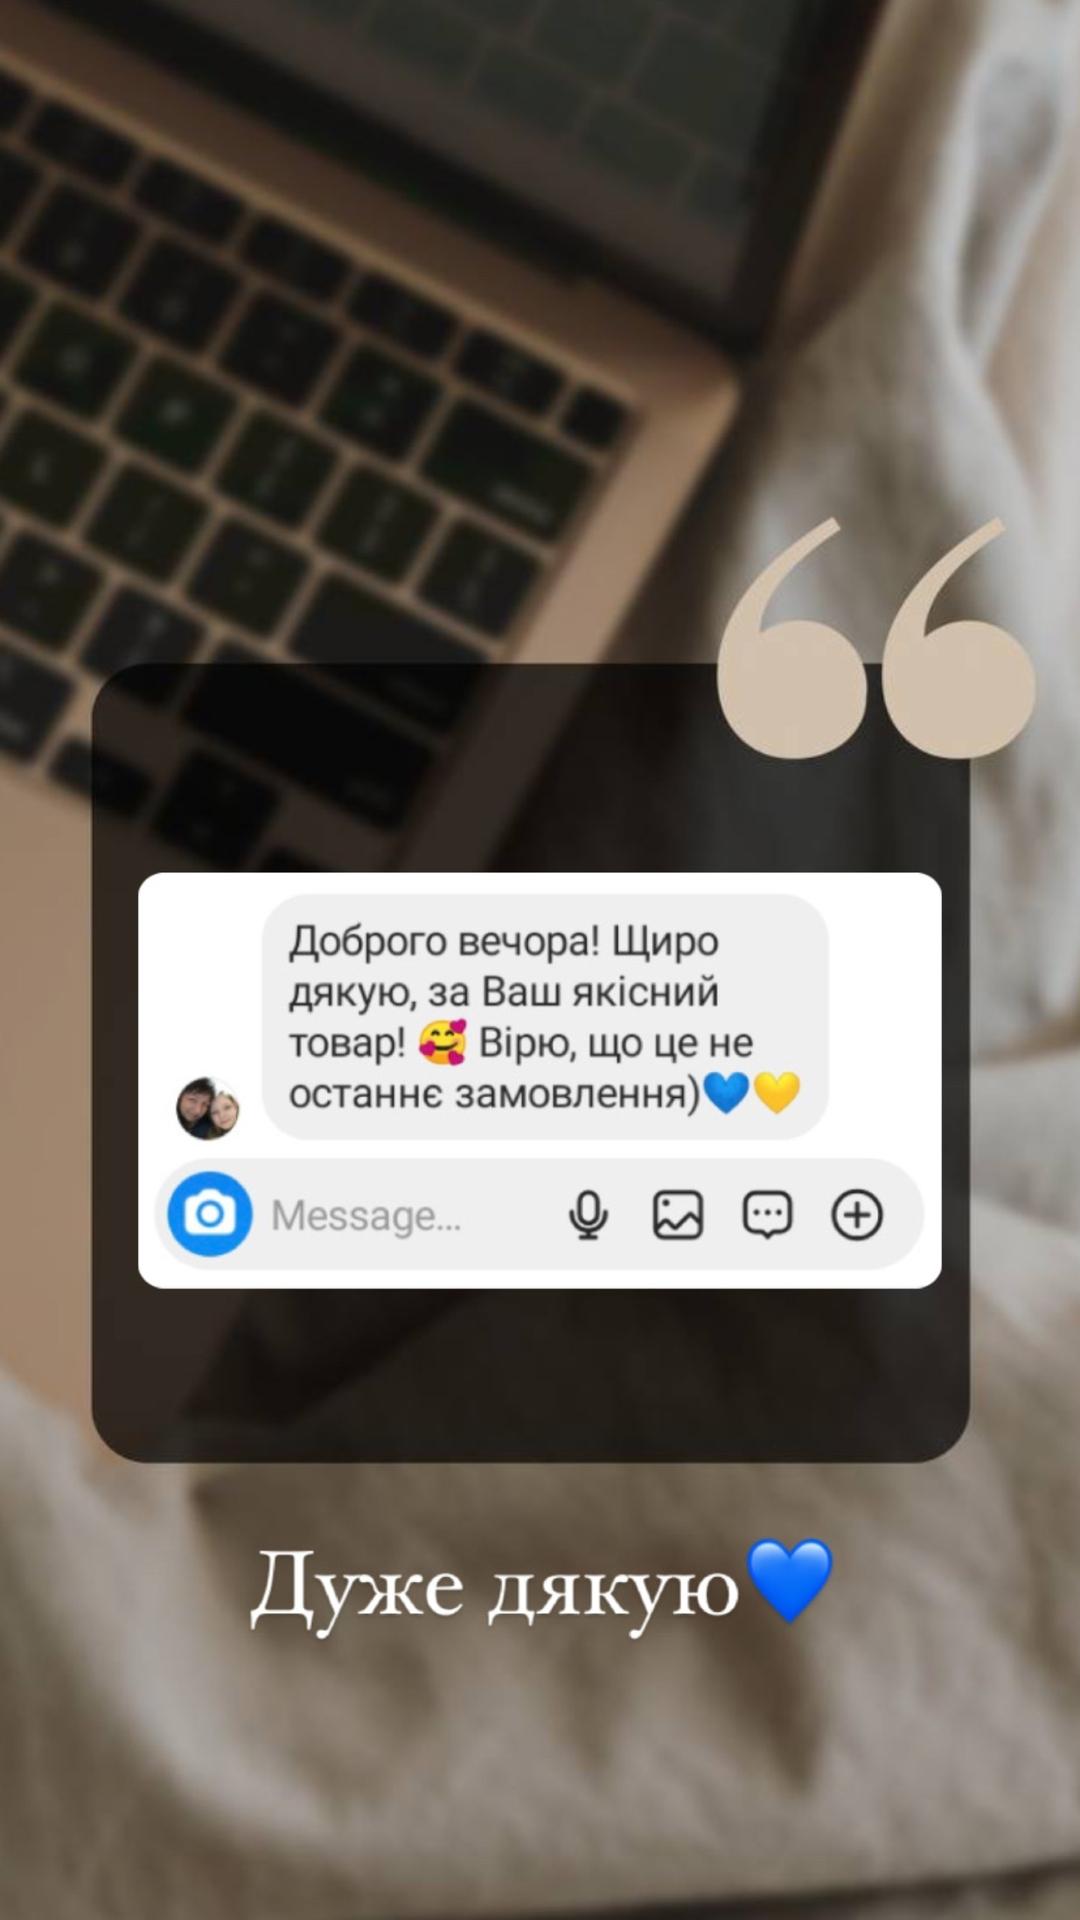 Доброго вечора! Щиро
дякую, за Ваш якісний
товар! 🥰 Вірю, що це не
останнє замовлення)💙💛
Message...
Дуже дякую💙